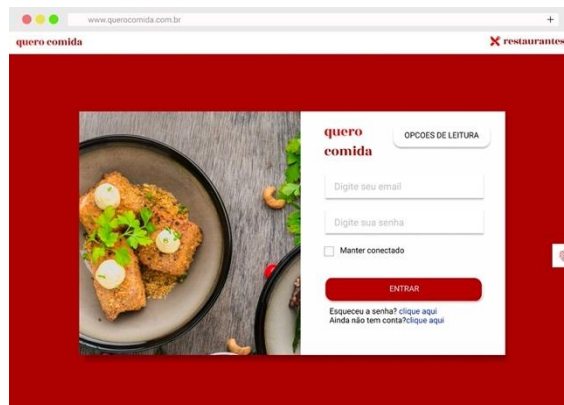 www.querocomida.com.br
quero comida
restaurantes
quero
comida
OPCOES DE LEITURA
Digite seu email
Digite sua senha
Manter conectado
ENTRAR
Esqueceu a senha? clique aqui
Ainda não tem conta?clique aqui